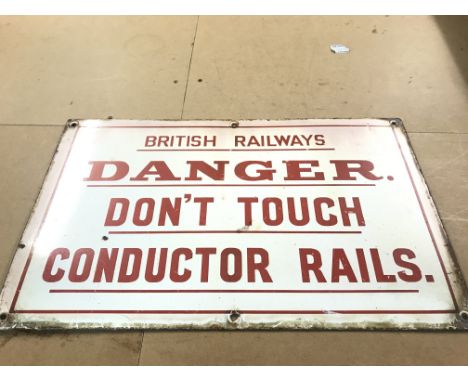 BRITISH RAILWAYS
DANGER.
DON'T TOUCH
CONDUCTOR RAILS.